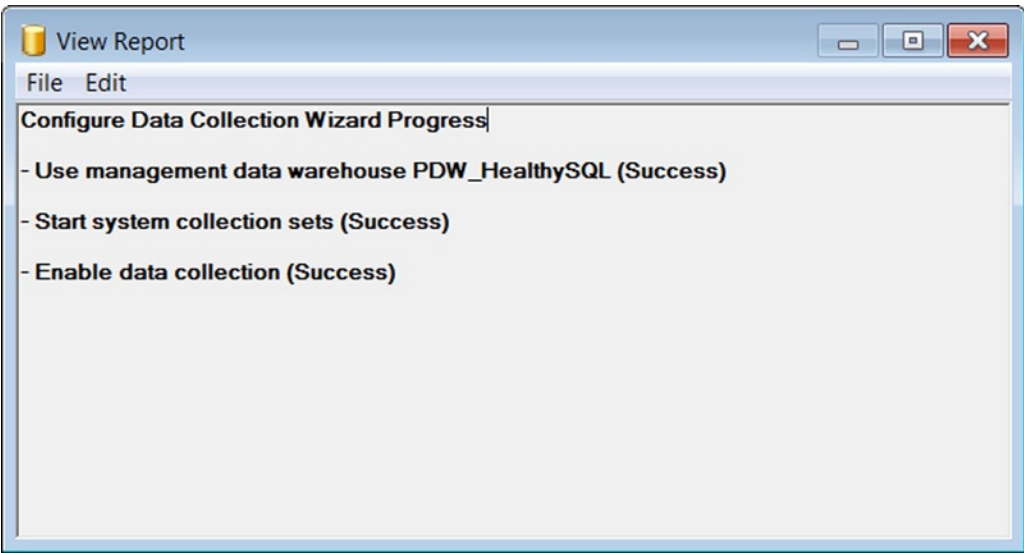 View Report
File Edit
Configure Data Collection Wizard Progress
- Use management data warehouse PDW_HealthySQL (Success)
- Start system collection sets (Success)
- Enable data collection (Success)